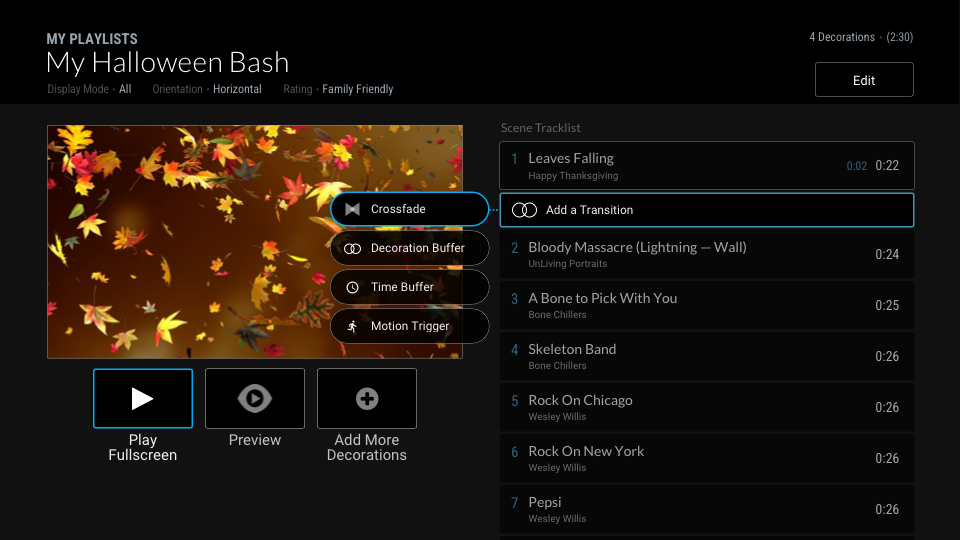 MY PLAYLISTS
My Halloween Bash
Display Mode · All Orientation · Horizontal Rating · Family Friendly
4 Decorations · (2:30)
Edit
Crossfade
Decoration Buffer
Time Buffer
Motion Trigger
Play
Fullscreen
Preview
Add More
Decorations
Scene Tracklist
1 Leaves Falling 0:02 0:22
Happy Thanksgiving
Add a Transition
2 Bloody Massacre (Lightning — Wall) 0:24
UnLiving Portraits
3 A Bone to Pick With You 0:25
Bone Chillers
4 Skeleton Band 0:26
Bone Chillers
5 Rock On Chicago 0:26
Wesley Willis
6 Rock On New York 0:26
Wesley Willis
7 Pepsi 0:26
Wesley Willis